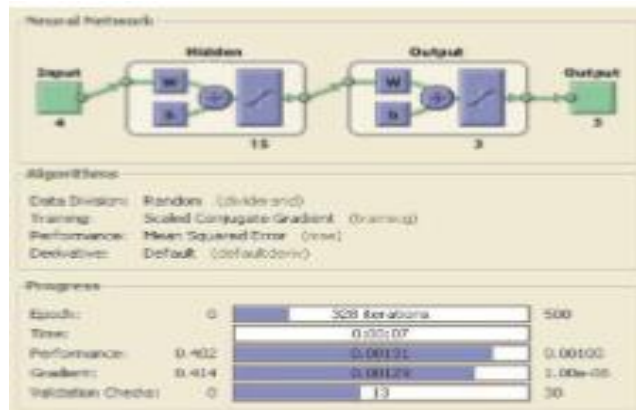 Neural Network
Hidden
Output
Input
Output
W
b
W
b
4
15
3
3
Algorithms
Data Division: Random (dividerand)
Training: Scaled Conjugate Gradient (trainscg)
Performance: Mean Squared Error (mse)
Derivative: Default (defaultderiv)
Progress
Epoch: 0 328 iterations 500
Time: 0:00:07
Performance: 0.402 0.00131 0.00100
Gradient: 0.414 0.00129 1.00e-06
Validation Checks: 0 13 30